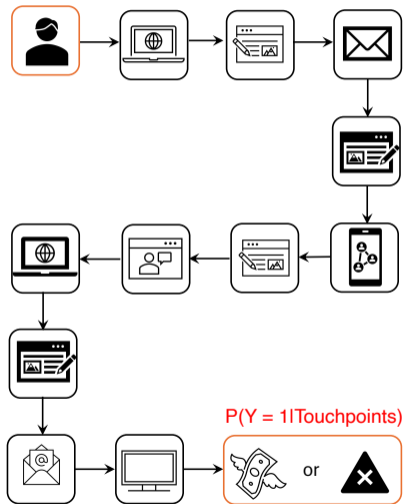 P(Y = 1|Touchpoints)
@
or